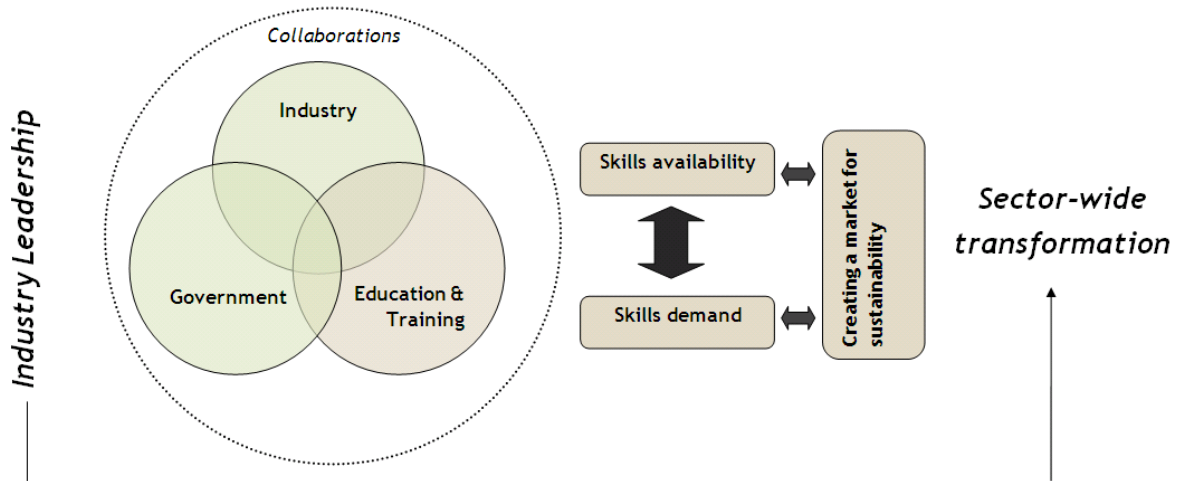 Industry Leadership
Collaborations
Industry
Government
Education &
Training
Skills availability
Skills demand
Creating a market for
sustainability
Sector-wide
transformation